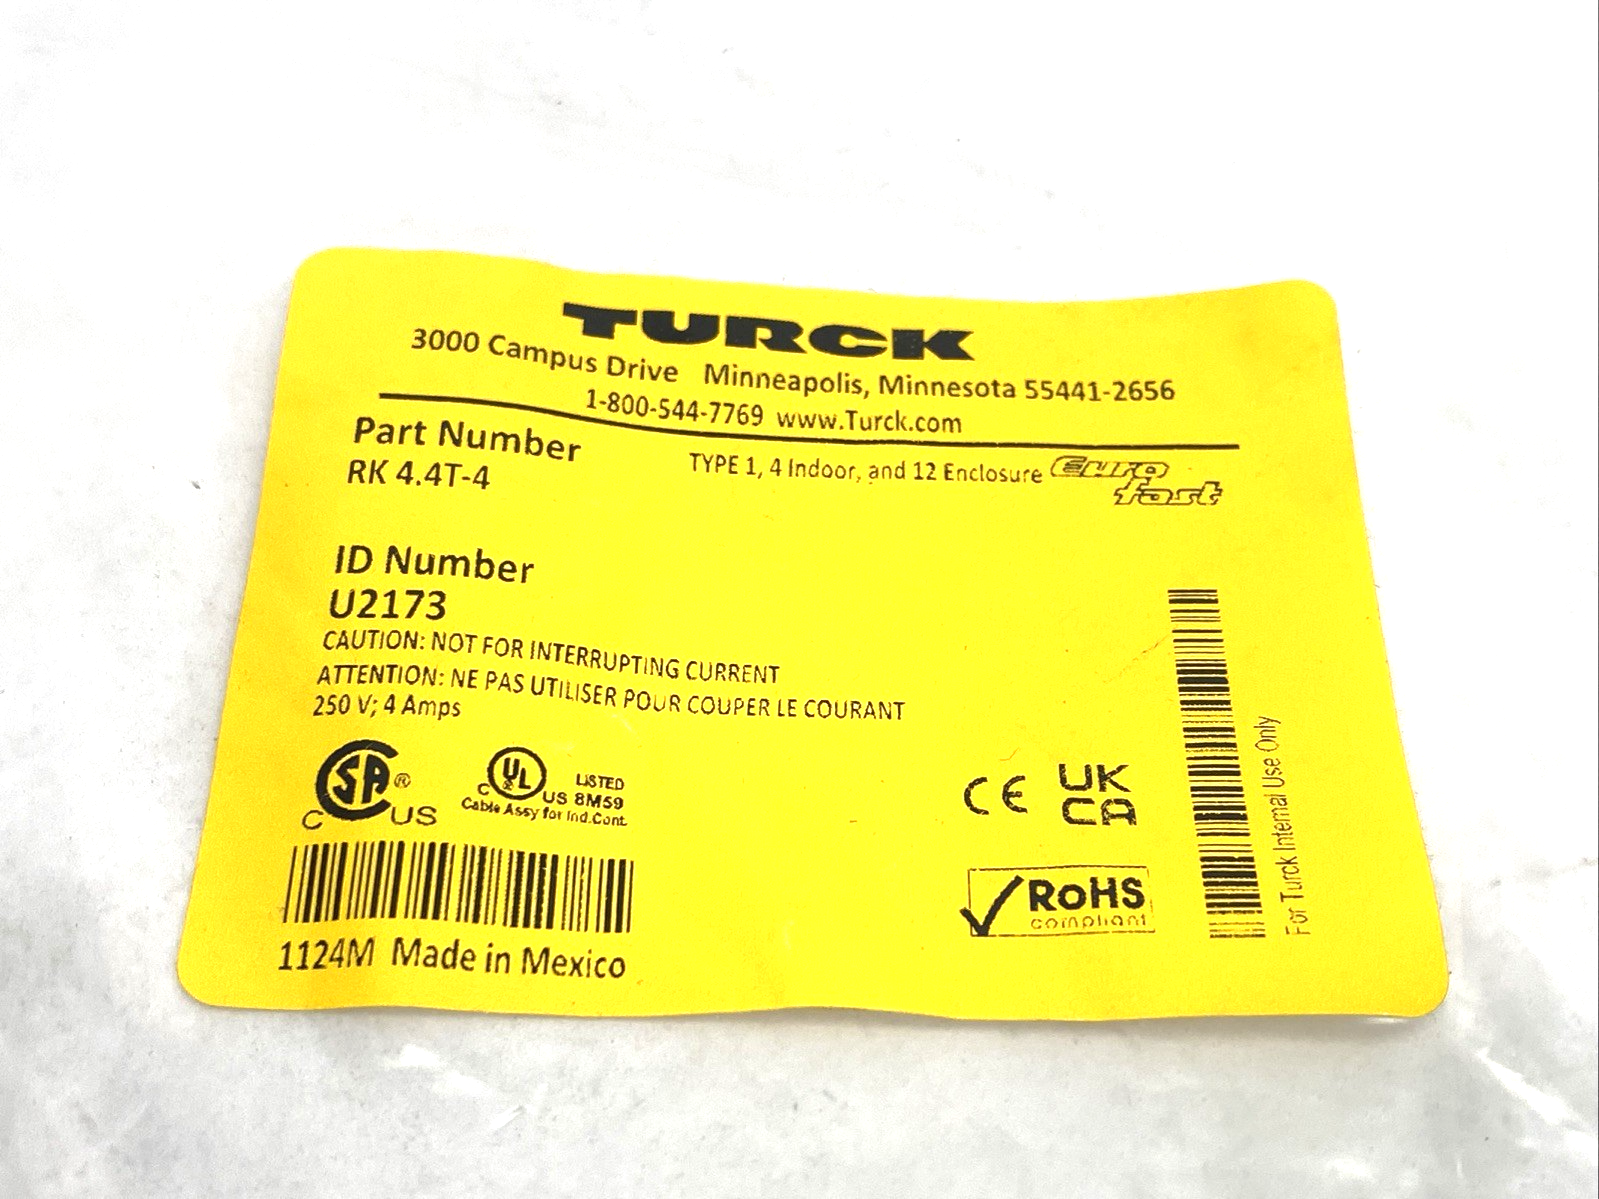 TURCK
3000 Campus Drive Minneapolis, Minnesota 55441-2656
1-800-544-7769 www.Turck.com
Part Number
RK 4.4T-4
TYPE 1, 4 Indoor, and 12 Enclosure
Euro
fast
ID Number
U2173
CAUTION: NOT FOR INTERRUPTING CURRENT
ATTENTION: NE PAS UTILISER POUR COUPER LE COURANT
250 V; 4 Amps
SA ®
C US
UL LISTED
C US 8M59
Cable Assy for Ind.Cont.
CE
UK
CA
RoHS
compliant
1124M Made in Mexico
For Turck Internal Use Only